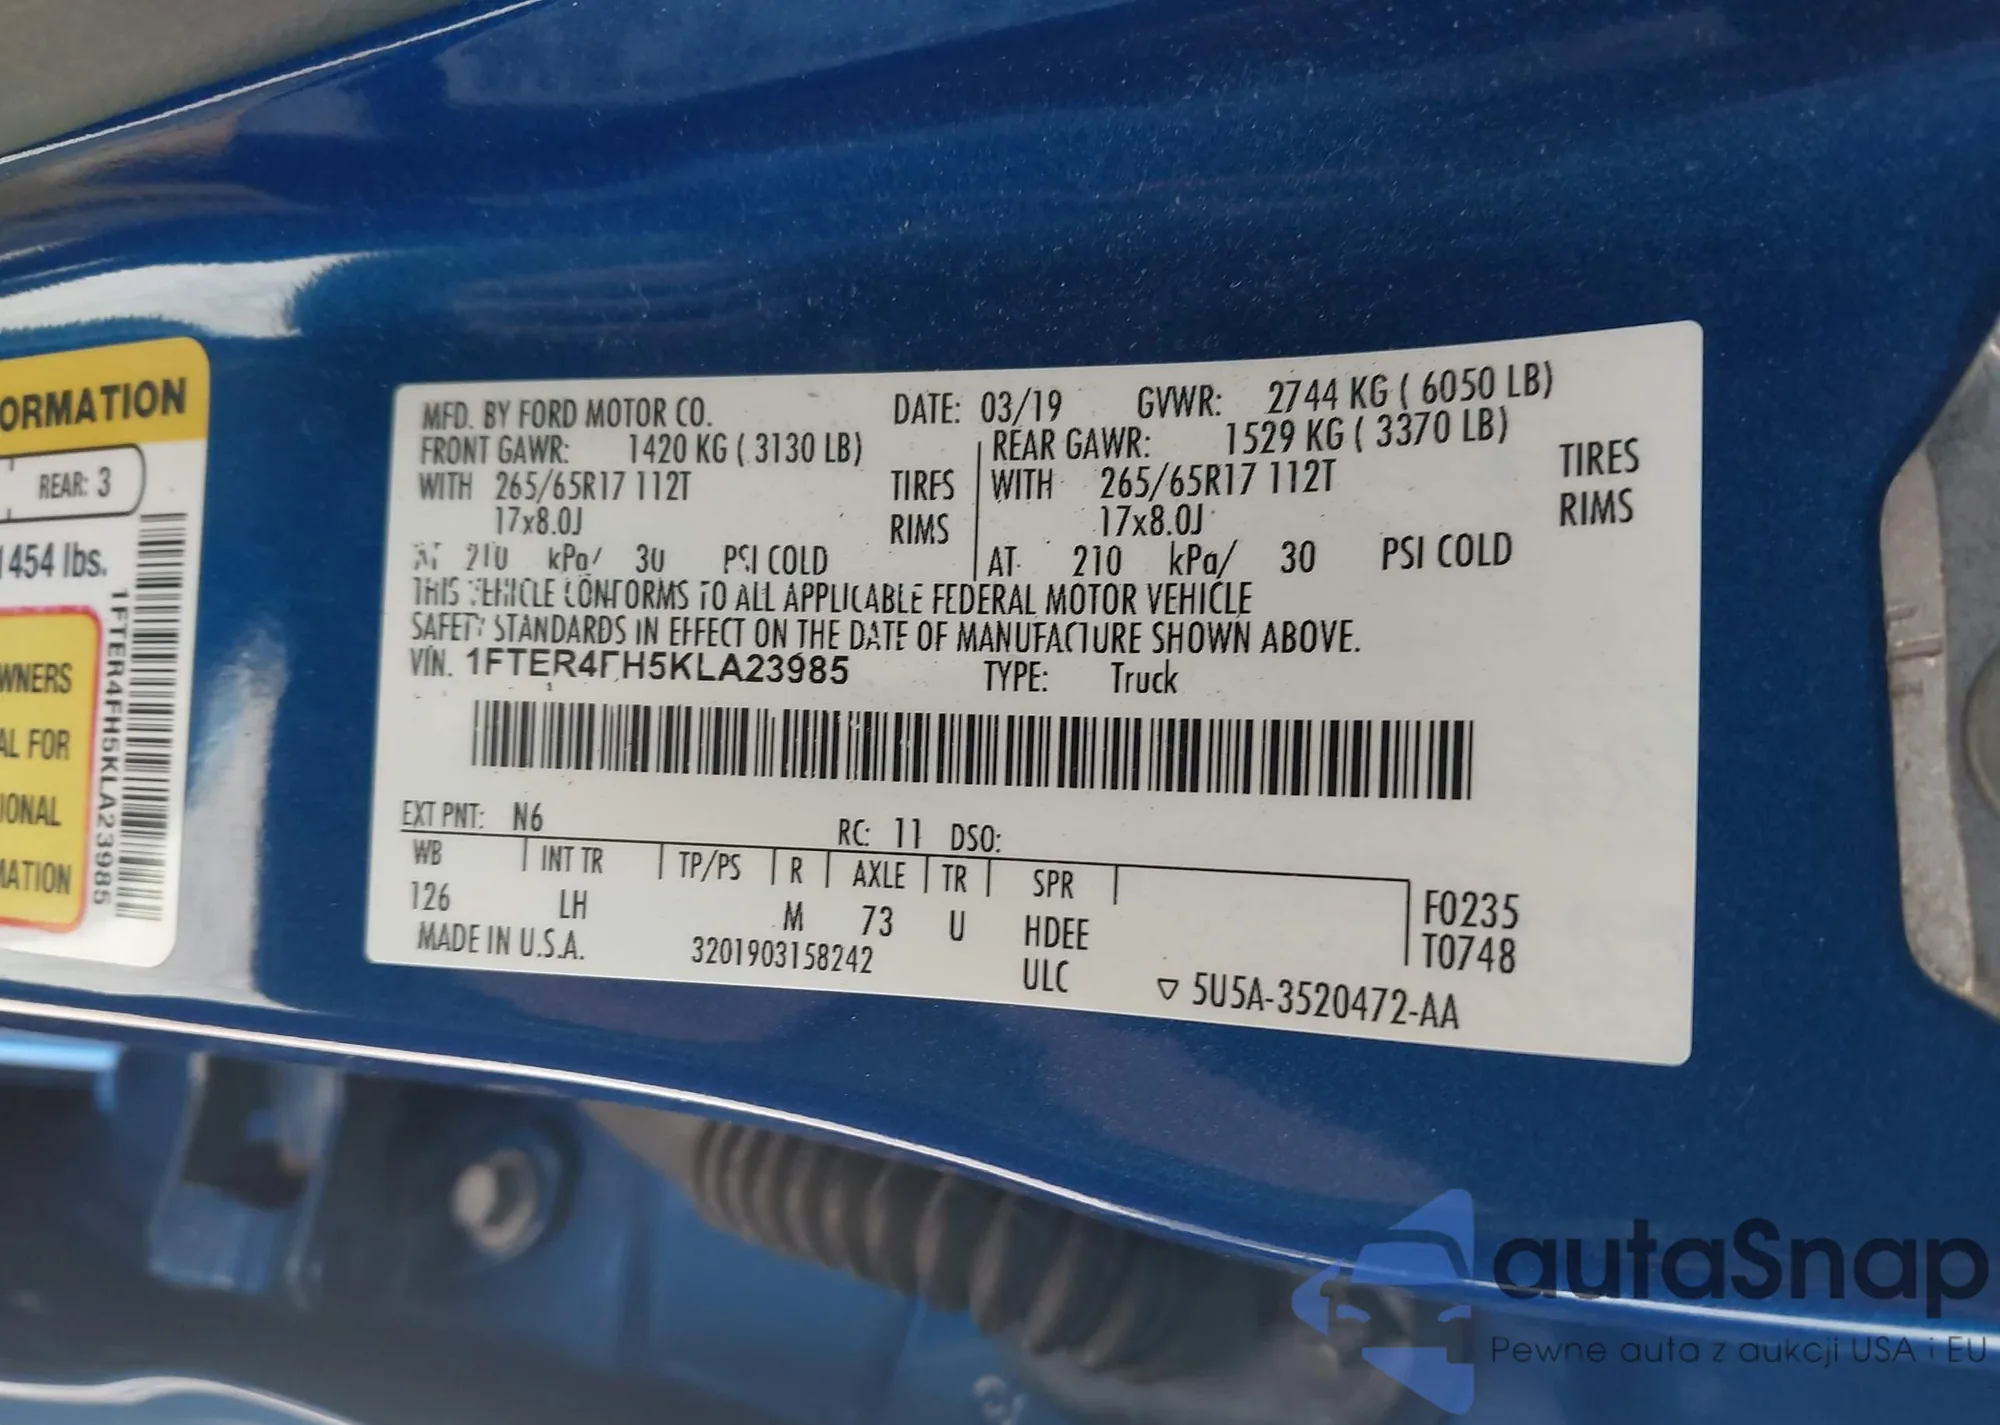 ORMATION
REAR: 3
1454 lbs.
1FTER4FH5KLA23985
WNERS
AL FOR
IONAL
MATION
MFD. BY FORD MOTOR CO. DATE: 03/19 GVWR: 2744 KG ( 6050 LB)
FRONT GAWR: 1420 KG ( 3130 LB) REAR GAWR: 1529 KG ( 3370 LB)
WITH 265/65R17 112T TIRES WITH 265/65R17 112T TIRES
17x8.0J RIMS 17x8.0J RIMS
AT 210 kPa/ 30 PSI COLD AT 210 kPa/ 30 PSI COLD
THIS VEHICLE CONFORMS TO ALL APPLICABLE FEDERAL MOTOR VEHICLE
SAFETY STANDARDS IN EFFECT ON THE DATE OF MANUFACTURE SHOWN ABOVE.
VIN. 1FTER4FH5KLA23985 TYPE: Truck
EXT PNT: N6 RC: 11 DSO:
WB INT TR TP/PS R AXLE TR SPR
126 LH M 73 U HDEE F0235
MADE IN U.S.A. 3201903158242 ULC T0748
▽ 5U5A-3520472-AA
autaSnap
Pewne auta z aukcji USA i EU